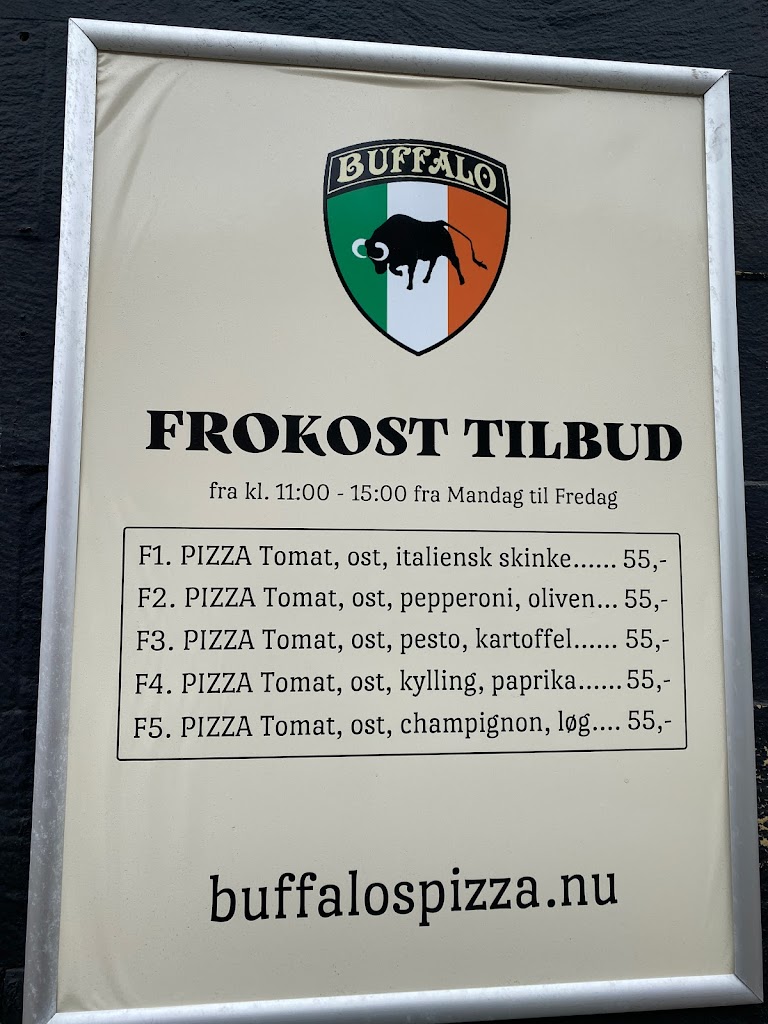 BUFFALO
FROKOST TILBUD
fra kl. 11:00 - 15:00 fra Mandag til Fredag
F1. PIZZA Tomat, ost, italiensk skinke...... 55,-
F2. PIZZA Tomat, ost, pepperoni, oliven... 55,-
F3. PIZZA Tomat, ost, pesto, kartoffel...... 55,-
F4. PIZZA Tomat, ost, kylling, paprika...... 55,-
F5. PIZZA Tomat, ost, champignon, løg.... 55,-
buffalospizza.nu